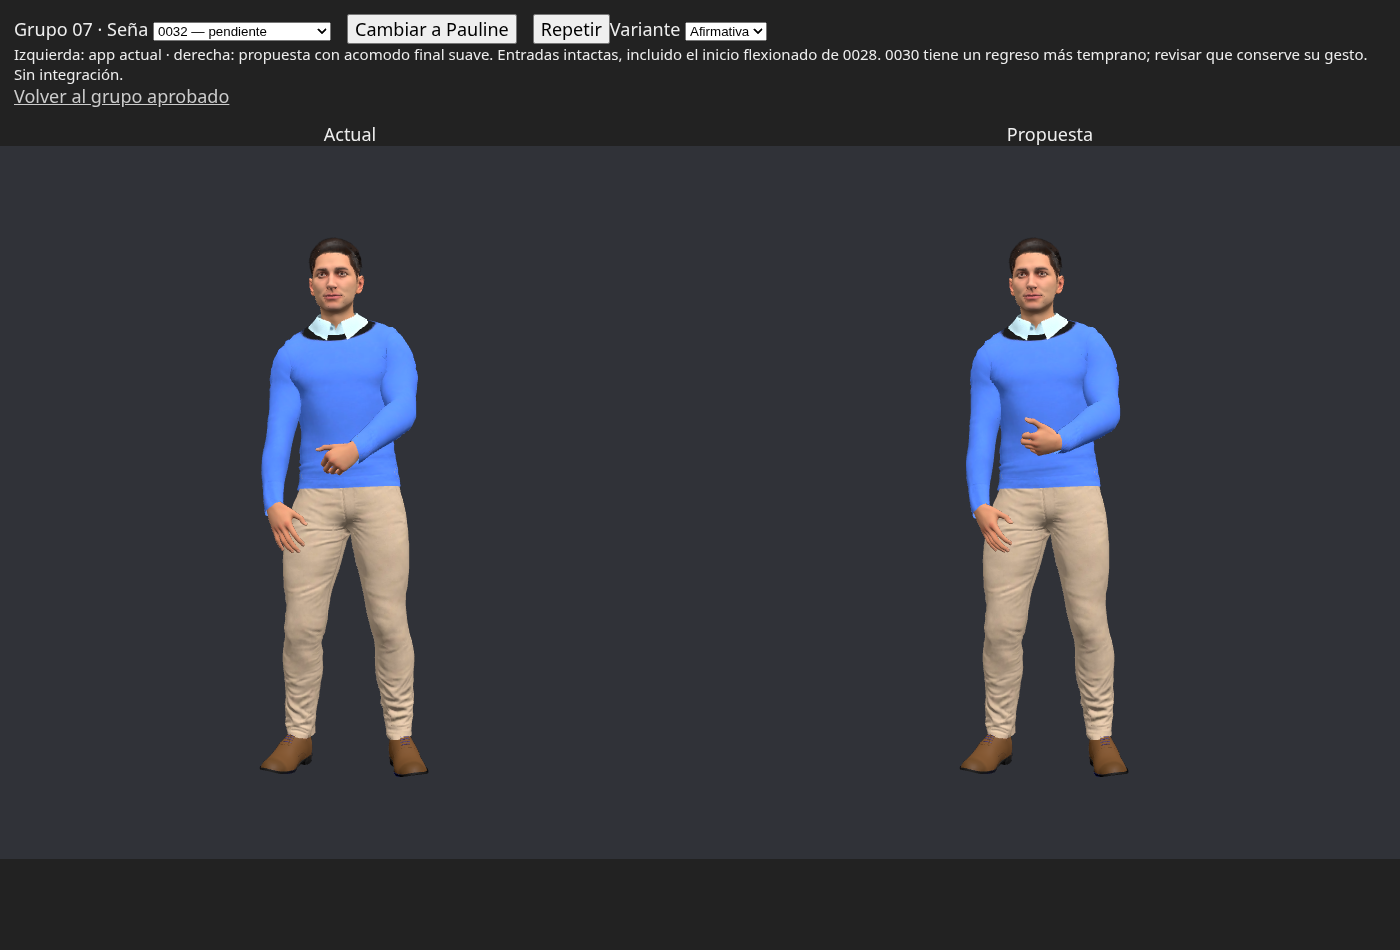 Grupo 07 · Seña 0032 — pendiente Cambiar a Pauline Repetir Variante Afirmativa
Izquierda: app actual · derecha: propuesta con acomodo final suave. Entradas intactas, incluido el inicio flexionado de 0028. 0030 tiene un regreso más temprano; revisar que conserve su gesto.
Sin integración.
Volver al grupo aprobado
Actual Propuesta